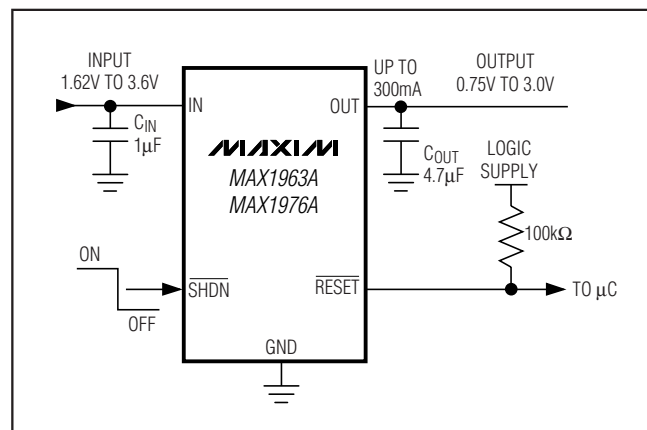 INPUT
1.62V TO 3.6V
IN
CIN
1μF
MAXIM
MAX1963A
MAX1976A
UP TO
300mA
OUT
OUTPUT
0.75V TO 3.0V
COUT
4.7μF
LOGIC
SUPPLY
100kΩ
ON
OFF
SHDN
RESET
TO μC
GND